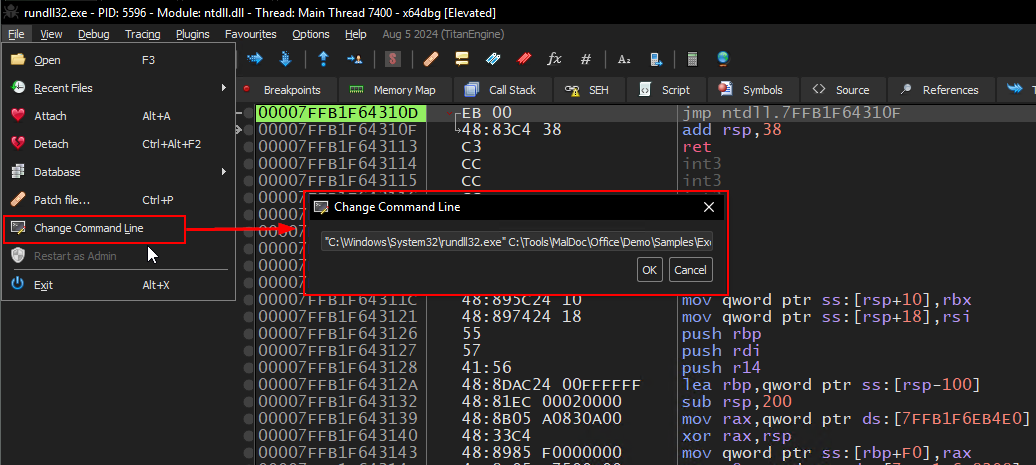 rundll32.exe - PID: 5596 - Module: ntdll.dll - Thread: Main Thread 7400 - x64dbg [Elevated]
File View Debug Tracing Plugins Favourites Options Help Aug 5 2024 (TitanEngine)
Open F3
Recent Files
Attach Alt+A
Detach Ctrl+Alt+F2
Database
Patch file... Ctrl+P
Change Command Line
Restart as Admin
Exit Alt+X
Breakpoints Memory Map Call Stack SEH Script Symbols Source References
00007FFB1F64310D EB 00 jmp ntdll.7FFB1F64310F
00007FFB1F64310F 48:83C4 38 add rsp,38
00007FFB1F643113 C3 ret
00007FFB1F643114 CC int3
00007FFB1F643115 CC int3
Change Command Line
"C:\Windows\System32\rundll32.exe" C:\Tools\MalDoc\Office\Demo\Samples\Exc
OK Cancel
00007FFB1F64311C 48:895C24 10 mov qword ptr ss:[rsp+10],rbx
00007FFB1F643121 48:897424 18 mov qword ptr ss:[rsp+18],rsi
00007FFB1F643126 55 push rbp
00007FFB1F643127 57 push rdi
00007FFB1F643128 41:56 push r14
00007FFB1F64312A 48:8DAC24 00FFFFFF lea rbp,qword ptr ss:[rsp-100]
00007FFB1F643132 48:81EC 00020000 sub rsp,200
00007FFB1F643139 48:8B05 A0830A00 mov rax,qword ptr ds:[7FFB1F6EB4E0]
00007FFB1F643140 48:33C4 xor rax,rsp
00007FFB1F643143 48:8985 F0000000 mov qword ptr ss:[rbp+F0],rax